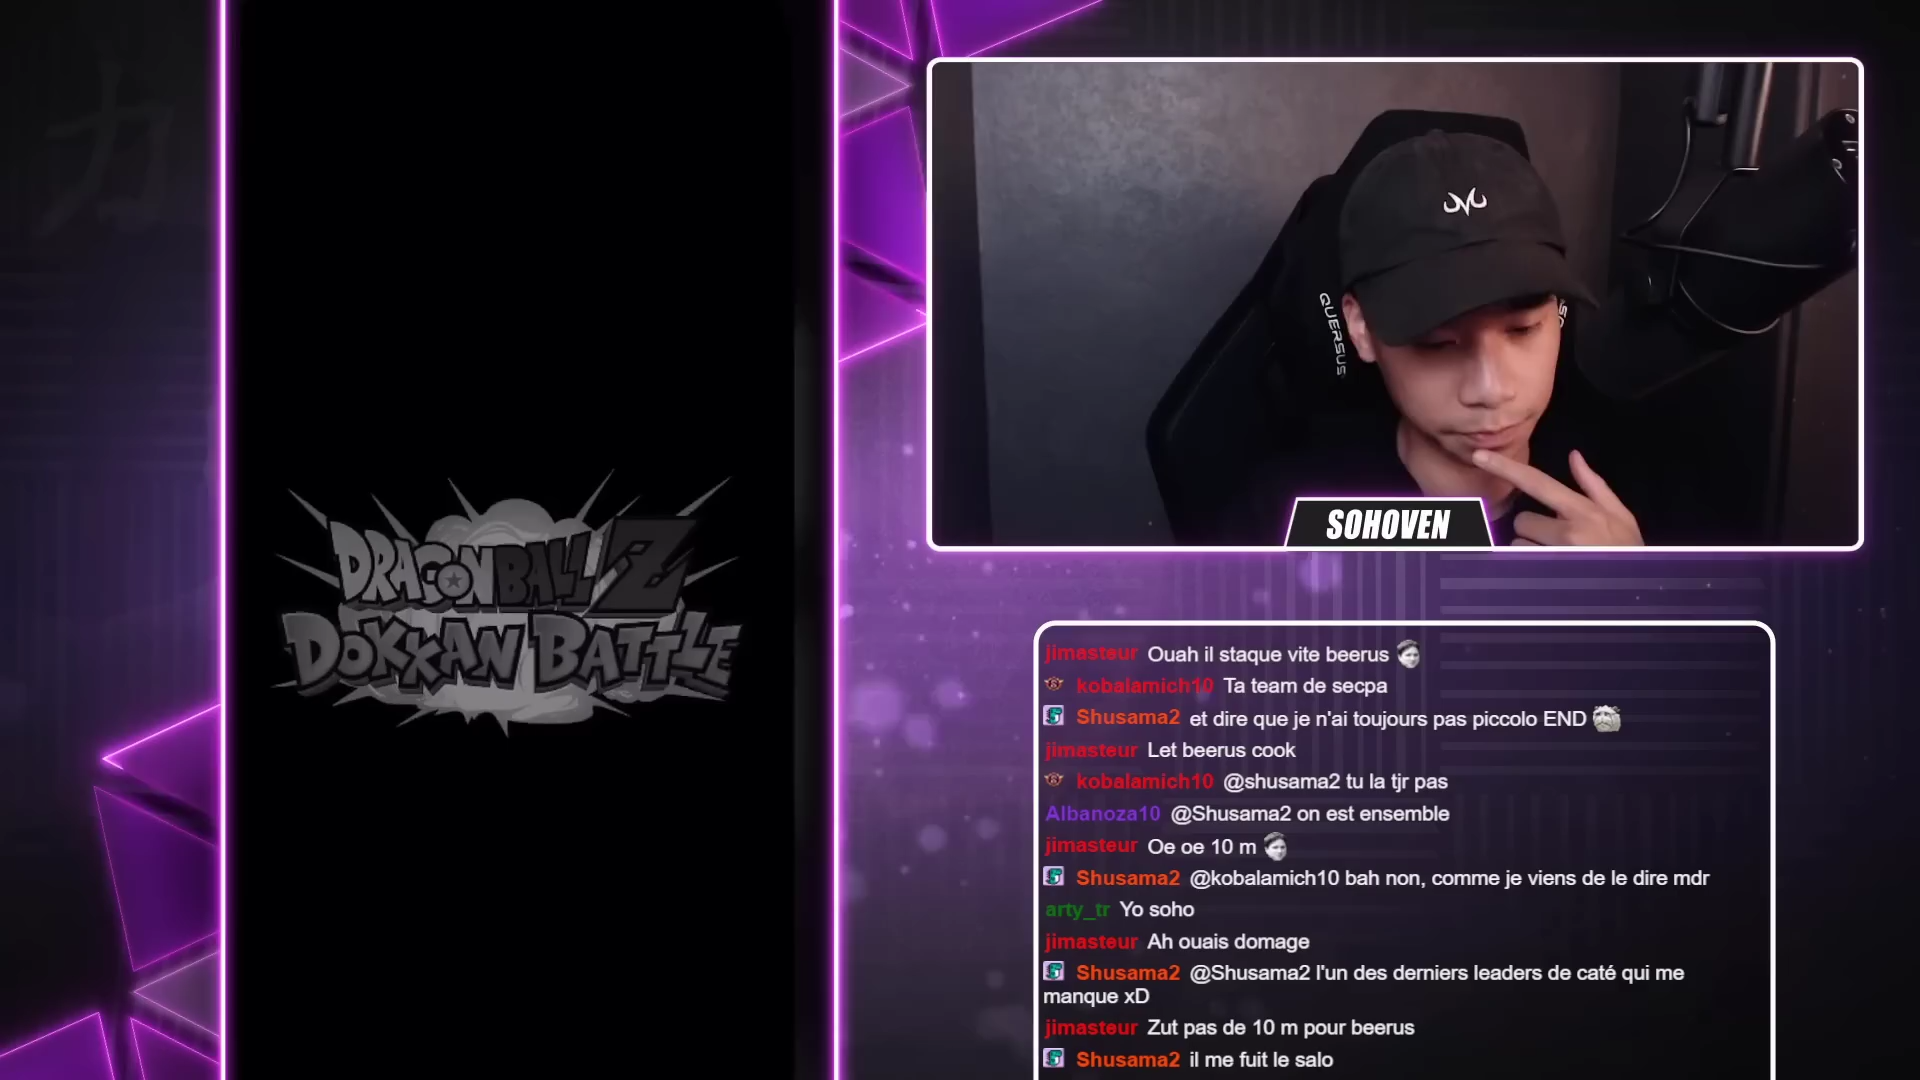 力
DRAGON BALL Z
DOKKAN BATTLE
QUERSUS
SOHOVEN
jimasteur Ouah il staque vite beerus
kobalamich10 Ta team de secpa
Shusama2 et dire que je n'ai toujours pas piccolo END
jimasteur Let beerus cook
kobalamich10 @shusama2 tu la tjr pas
Albanoza10 @Shusama2 on est ensemble
jimasteur Oe oe 10 m
Shusama2 @kobalamich10 bah non, comme je viens de le dire mdr
arty_tr Yo soho
jimasteur Ah ouais domage
Shusama2 @Shusama2 l'un des derniers leaders de caté qui me
manque xD
jimasteur Zut pas de 10 m pour beerus
Shusama2 il me fuit le salo